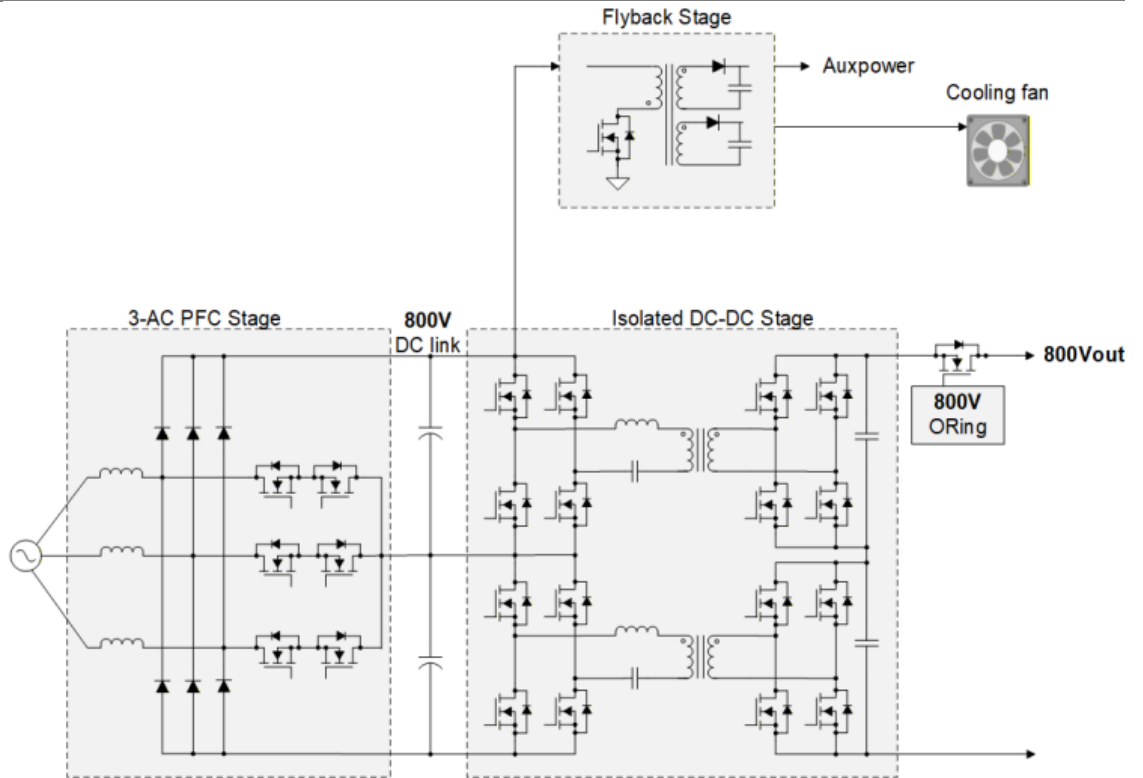 Flyback Stage
Auxpower
Cooling fan
3-AC PFC Stage
800V
DC link
Isolated DC-DC Stage
800Vout
800V
ORing